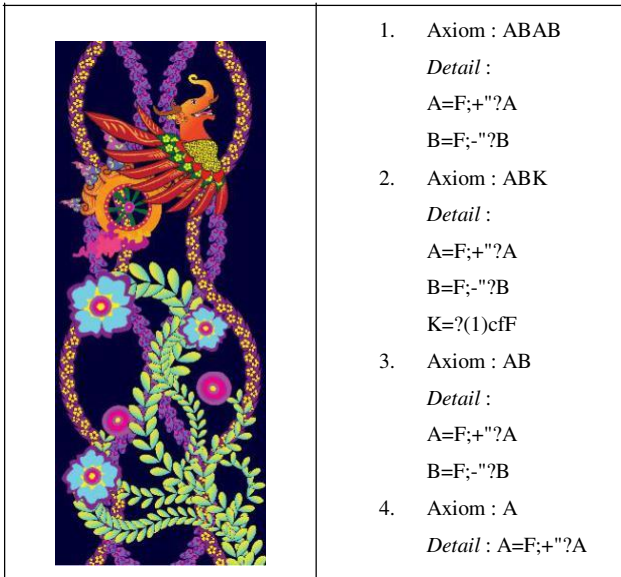 1. Axiom : ABAB
Detail :
A=F;+"?A
B=F;-"?B
2. Axiom : ABK
Detail :
A=F;+"?A
B=F;-"?B
K=?(1)cfF
3. Axiom : AB
Detail :
A=F;+"?A
B=F;-"?B
4. Axiom : A
Detail : A=F;+"?A